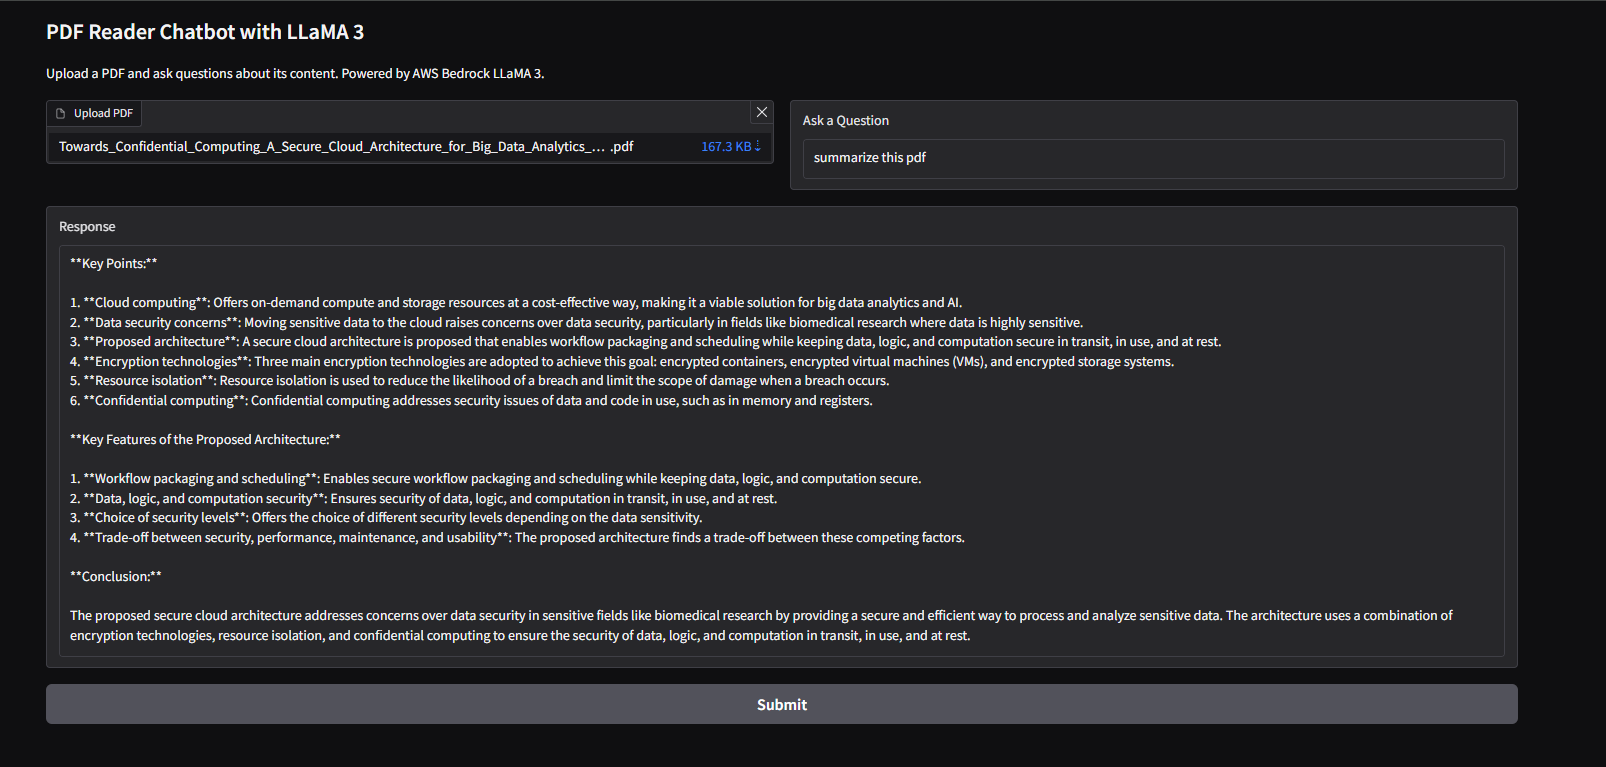 PDF Reader Chatbot with LLaMA 3
Upload a PDF and ask questions about its content. Powered by AWS Bedrock LLaMA 3.
Upload PDF
Towards_Confidential_Computing_A_Secure_Cloud_Architecture_for_Big_Data_Analytics_... .pdf 167.3 KB ↓
Ask a Question
summarize this pdf
Response
**Key Points:**
1. **Cloud computing**: Offers on-demand compute and storage resources at a cost-effective way, making it a viable solution for big data analytics and AI.
2. **Data security concerns**: Moving sensitive data to the cloud raises concerns over data security, particularly in fields like biomedical research where data is highly sensitive.
3. **Proposed architecture**: A secure cloud architecture is proposed that enables workflow packaging and scheduling while keeping data, logic, and computation secure in transit, in use, and at rest.
4. **Encryption technologies**: Three main encryption technologies are adopted to achieve this goal: encrypted containers, encrypted virtual machines (VMs), and encrypted storage systems.
5. **Resource isolation**: Resource isolation is used to reduce the likelihood of a breach and limit the scope of damage when a breach occurs.
6. **Confidential computing**: Confidential computing addresses security issues of data and code in use, such as in memory and registers.
**Key Features of the Proposed Architecture:**
1. **Workflow packaging and scheduling**: Enables secure workflow packaging and scheduling while keeping data, logic, and computation secure.
2. **Data, logic, and computation security**: Ensures security of data, logic, and computation in transit, in use, and at rest.
3. **Choice of security levels**: Offers the choice of different security levels depending on the data sensitivity.
4. **Trade-off between security, performance, maintenance, and usability**: The proposed architecture finds a trade-off between these competing factors.
**Conclusion:**
The proposed secure cloud architecture addresses concerns over data security in sensitive fields like biomedical research by providing a secure and efficient way to process and analyze sensitive data. The architecture uses a combination of
encryption technologies, resource isolation, and confidential computing to ensure the security of data, logic, and computation in transit, in use, and at rest.
Submit